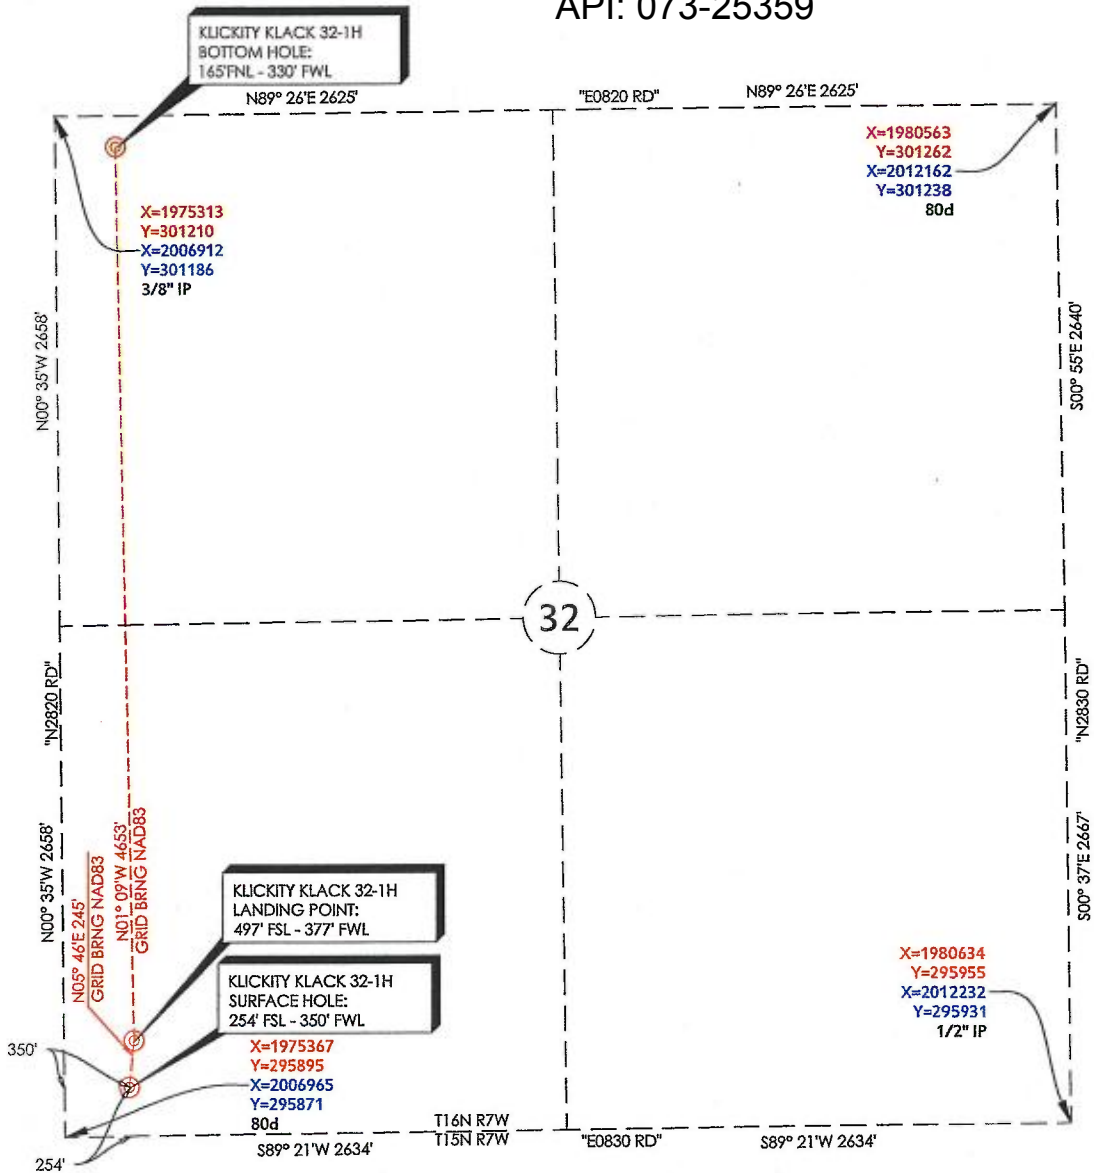 API: 073-25359
KLICKITY KLACK 32-1H
BOTTOM HOLE:
165'FNL - 330' FWL
N89° 26'E 2625'
"E0820 RD"
N89° 26'E 2625'
X=1980563
Y=301262
X=2012162
Y=301238
80d
X=1975313
Y=301210
X=2006912
Y=301186
3/8" IP
N00° 35'W 2658'
S00° 55'E 2640'
32
"N2820 RD"
"N2830 RD"
N00° 35'W 2658'
N05° 46'E 245'
GRID BRNG NAD83
N01° 09'W 4653'
GRID BRNG NAD83
S00° 37'E 2667'
KLICKITY KLACK 32-1H
LANDING POINT:
497' FSL - 377' FWL
KLICKITY KLACK 32-1H
SURFACE HOLE:
254' FSL - 350' FWL
X=1980634
Y=295955
X=2012232
Y=295931
1/2" IP
350'
X=1975367
Y=295895
X=2006965
Y=295871
80d
T16N R7W
T15N R7W
254'
S89° 21'W 2634'
"E0830 RD"
S89° 21'W 2634'